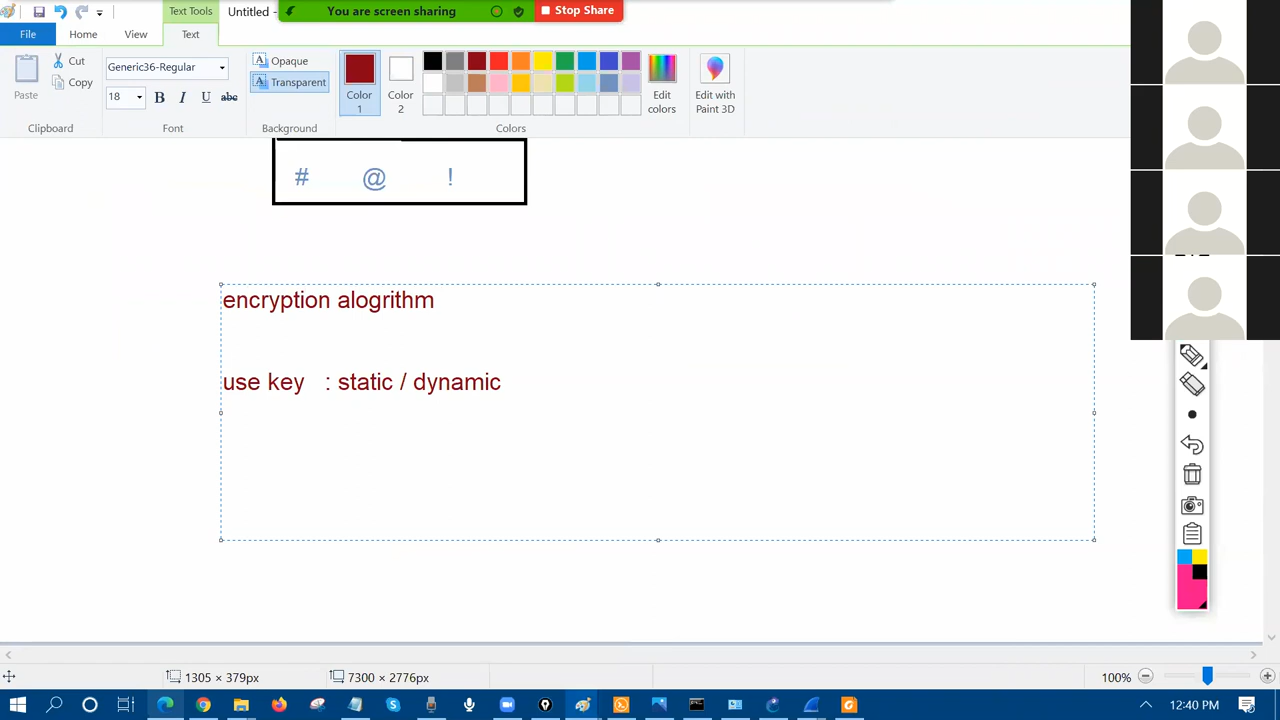 Untitled -
Text Tools
You are screen sharing
Stop Share
File
Home
View
Text
Paste
Cut
Copy
Clipboard
Generic36-Regular
18
B I U abc
Font
Opaque
Transparent
Background
Color 1
Color 2
Edit colors
Edit with Paint 3D
Colors
# @ !
encryption alogrithm
use key : static / dynamic
1305 × 379px
7300 × 2776px
100%
12:40 PM